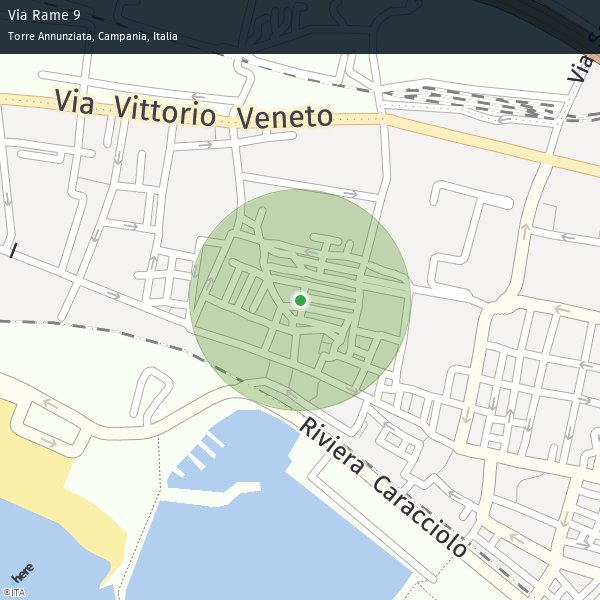 Via Rame 9
Torre Annunziata, Campania, Italia
Via S
Via Vittorio Veneto
Riviera Caracciolo
here
©ITA